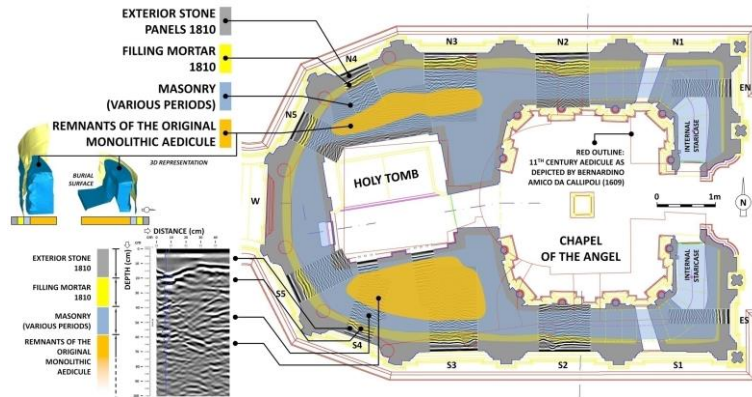 EXTERIOR STONE
PANELS 1810
FILLING MORTAR
1810
MASONRY
(VARIOUS PERIODS)
REMNANTS OF THE ORIGINAL
MONOLITHIC AEDICULE
3D REPRESENTATION
BURIAL
SURFACE
N4
N3
N2
N1
N5
EN
W
HOLY TOMB
RED OUTLINE:
11TH CENTURY AEDICULE AS
DEPICTED BY BERNARDINO
AMICO DA CALLIPOLI (1609)
INTERNAL
STAIRCASE
0
1m
N
CHAPEL
OF THE ANGEL
INTERNAL
STAIRCASE
S5
S4
S3
S2
S1
ES
DISTANCE (cm)
DEPTH (cm)
EXTERIOR STONE
1810
FILLING MORTAR
1810
MASONRY
(VARIOUS PERIODS)
REMNANTS OF THE
ORIGINAL
MONOLITHIC
AEDICULE